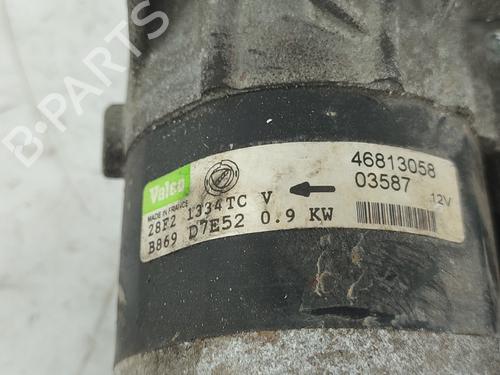 B-PARTS
Valeo
MADE IN FRANCE
28F2 1334TC V
B869 D7E52 0.9 KW
46813058
03587
12V